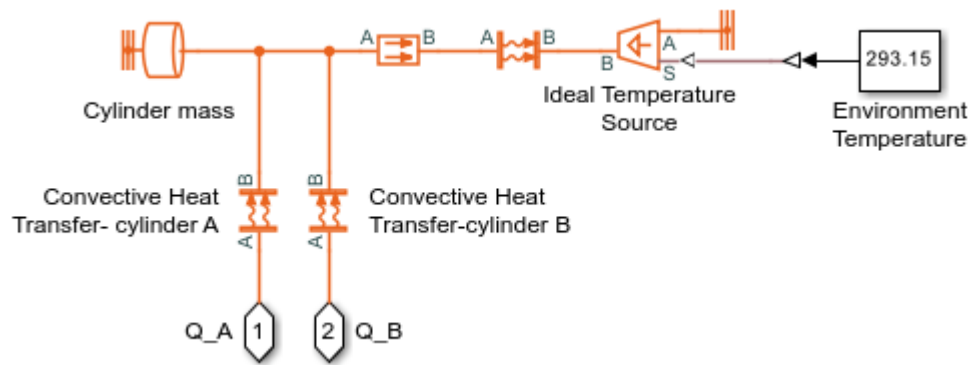 A B A B B A S
293.15
Cylinder mass
Ideal Temperature
Source
Environment
Temperature
B B
Convective Heat
Transfer- cylinder A
Convective Heat
Transfer-cylinder B
A A
Q_A 1 2 Q_B